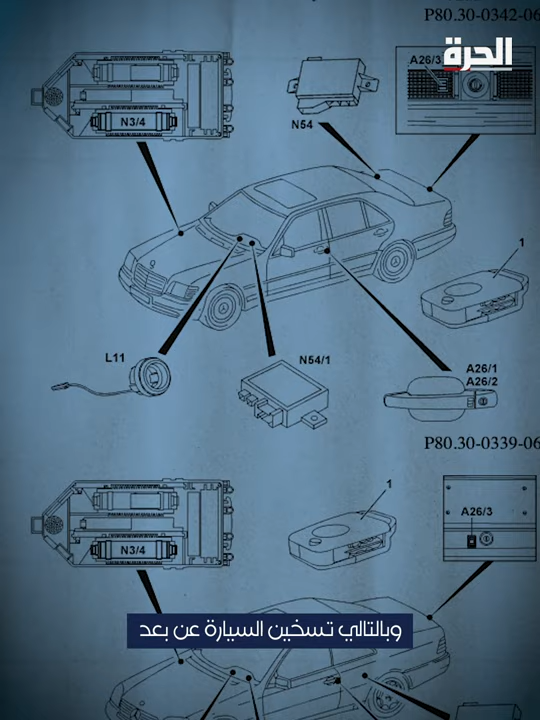 P80.30-0342-06
الحرة
A26/3
N3/4
N54
1
L11
N54/1
A26/1
A26/2
P80.30-0339-06
1
A26/3
N3/4
وبالتالي تسخين السيارة عن بعد